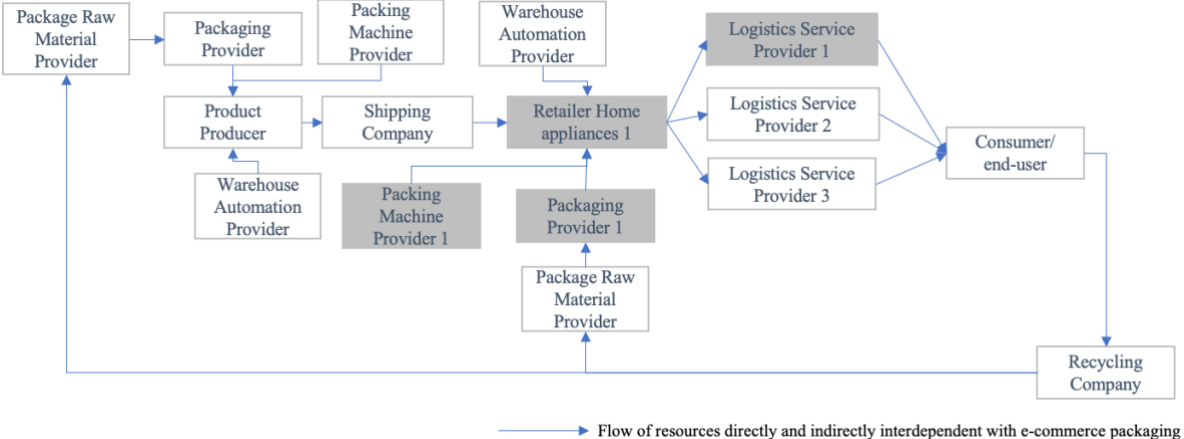 Package Raw
Material
Provider
Packaging
Provider
Packing
Machine
Provider
Warehouse
Automation
Provider
Logistics Service
Provider 1
Product
Producer
Shipping
Company
Retailer Home
appliances 1
Logistics Service
Provider 2
Consumer/
end-user
Logistics Service
Provider 3
Warehouse
Automation
Provider
Packing
Machine
Provider 1
Packaging
Provider 1
Package Raw
Material
Provider
Recycling
Company
Flow of resources directly and indirectly interdependent with e-commerce packaging